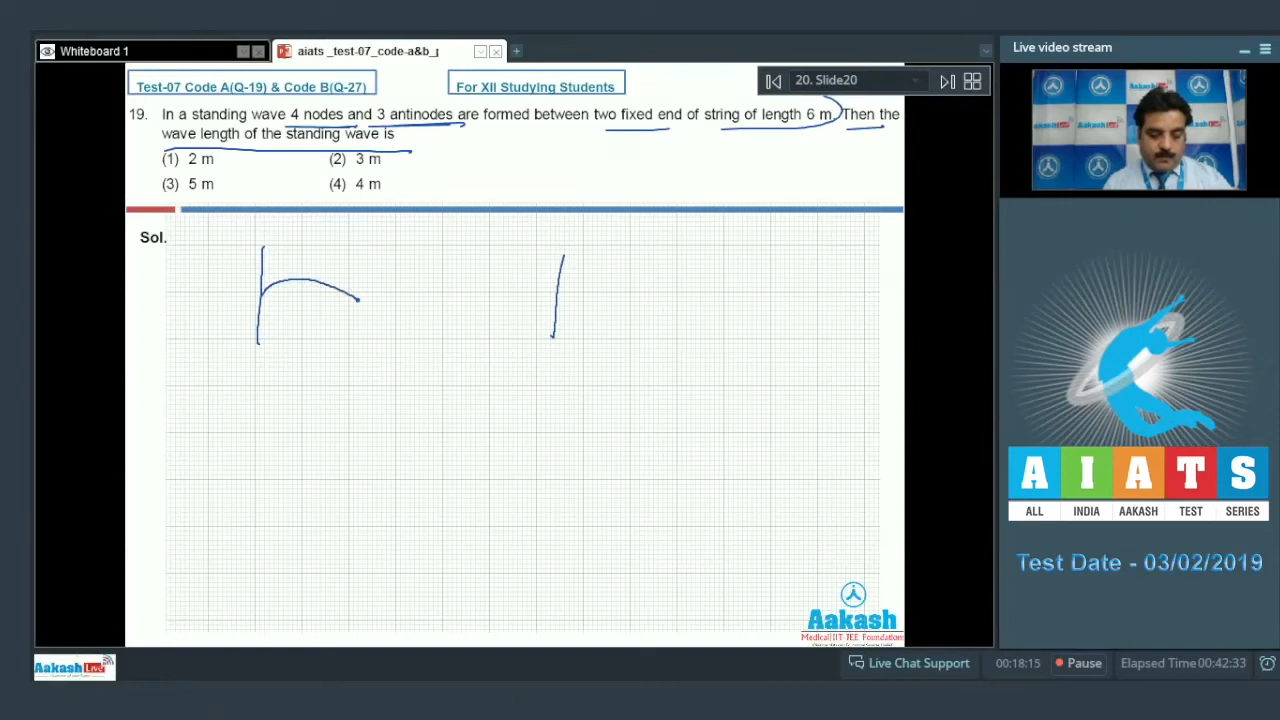 Whiteboard 1
aiats _test-07_code-a&b_p
Live video stream
Test-07 Code A(Q-19) & Code B(Q-27)
For XII Studying Students
20. Slide20
19. In a standing wave 4 nodes and 3 antinodes are formed between two fixed end of string of length 6 m. Then the
wave length of the standing wave is
(1) 2 m (2) 3 m
(3) 5 m (4) 4 m
Sol.
A I A T S
ALL INDIA AAKASH TEST SERIES
Test Date - 03/02/2019
Aakash
Medical|IIT-JEE|Foundations
Aakash Live
Live Chat Support
00:18:15
Pause
Elapsed Time 00:42:33